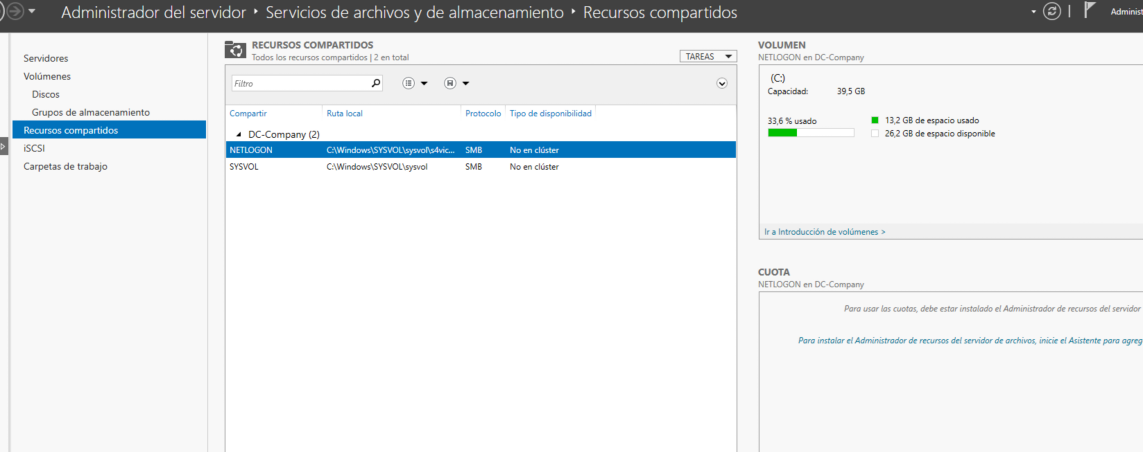 Administrador del servidor ‣ Servicios de archivos y de almacenamiento ‣ Recursos compartidos
Administ
Servidores
Volúmenes
Discos
Grupos de almacenamiento
Recursos compartidos
iSCSI
Carpetas de trabajo
RECURSOS COMPARTIDOS
Todos los recursos compartidos | 2 en total
TAREAS
Filtro
Compartir Ruta local Protocolo Tipo de disponibilidad
DC-Company (2)
NETLOGON C:\Windows\SYSVOL\sysvol\s4vic... SMB No en clúster
SYSVOL C:\Windows\SYSVOL\sysvol SMB No en clúster
VOLUMEN
NETLOGON en DC-Company
(C:)
Capacidad: 39,5 GB
33,6 % usado
13,2 GB de espacio usado
26,2 GB de espacio disponible
Ir a Introducción de volúmenes >
CUOTA
NETLOGON en DC-Company
Para usar las cuotas, debe estar instalado el Administrador de recursos del servidor
Para instalar el Administrador de recursos del servidor de archivos, inicie el Asistente para agreg